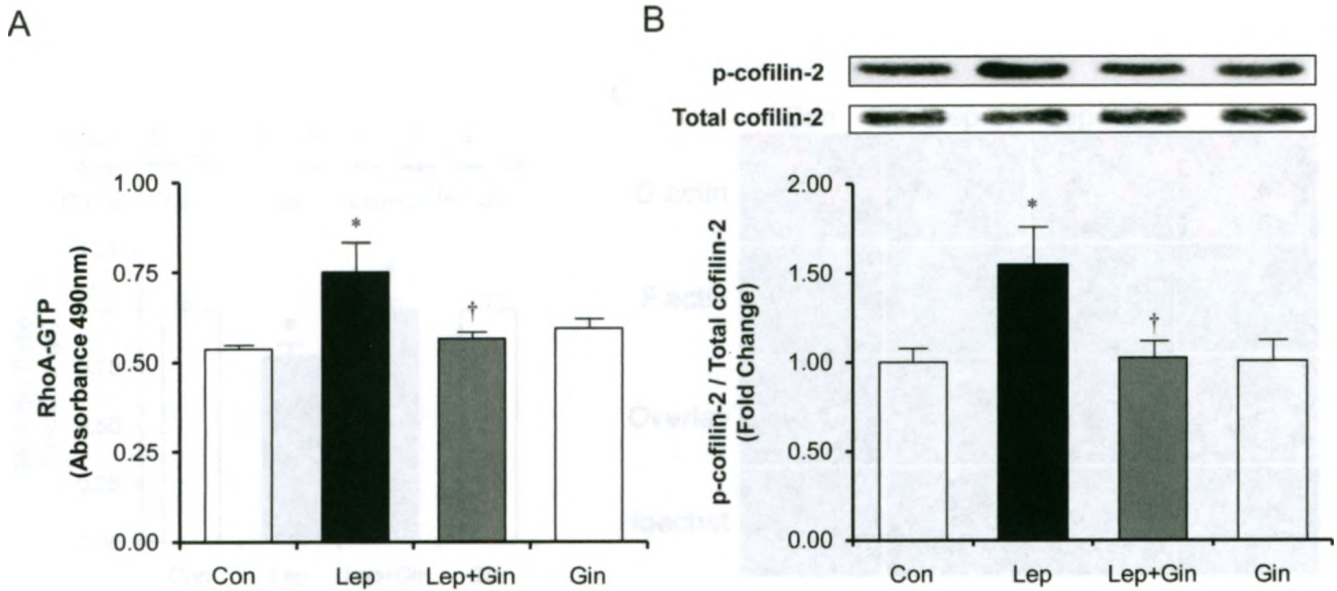 A
RhoA-GTP
(Absorbance 490nm)
1.00
0.75
0.50
0.25
0.00
*
†
Con Lep Lep+Gin Gin
B
p-cofilin-2
Total cofilin-2
p-cofilin-2 / Total cofilin-2
(Fold Change)
2.00
1.50
1.00
0.50
0.00
*
†
Con Lep Lep+Gin Gin